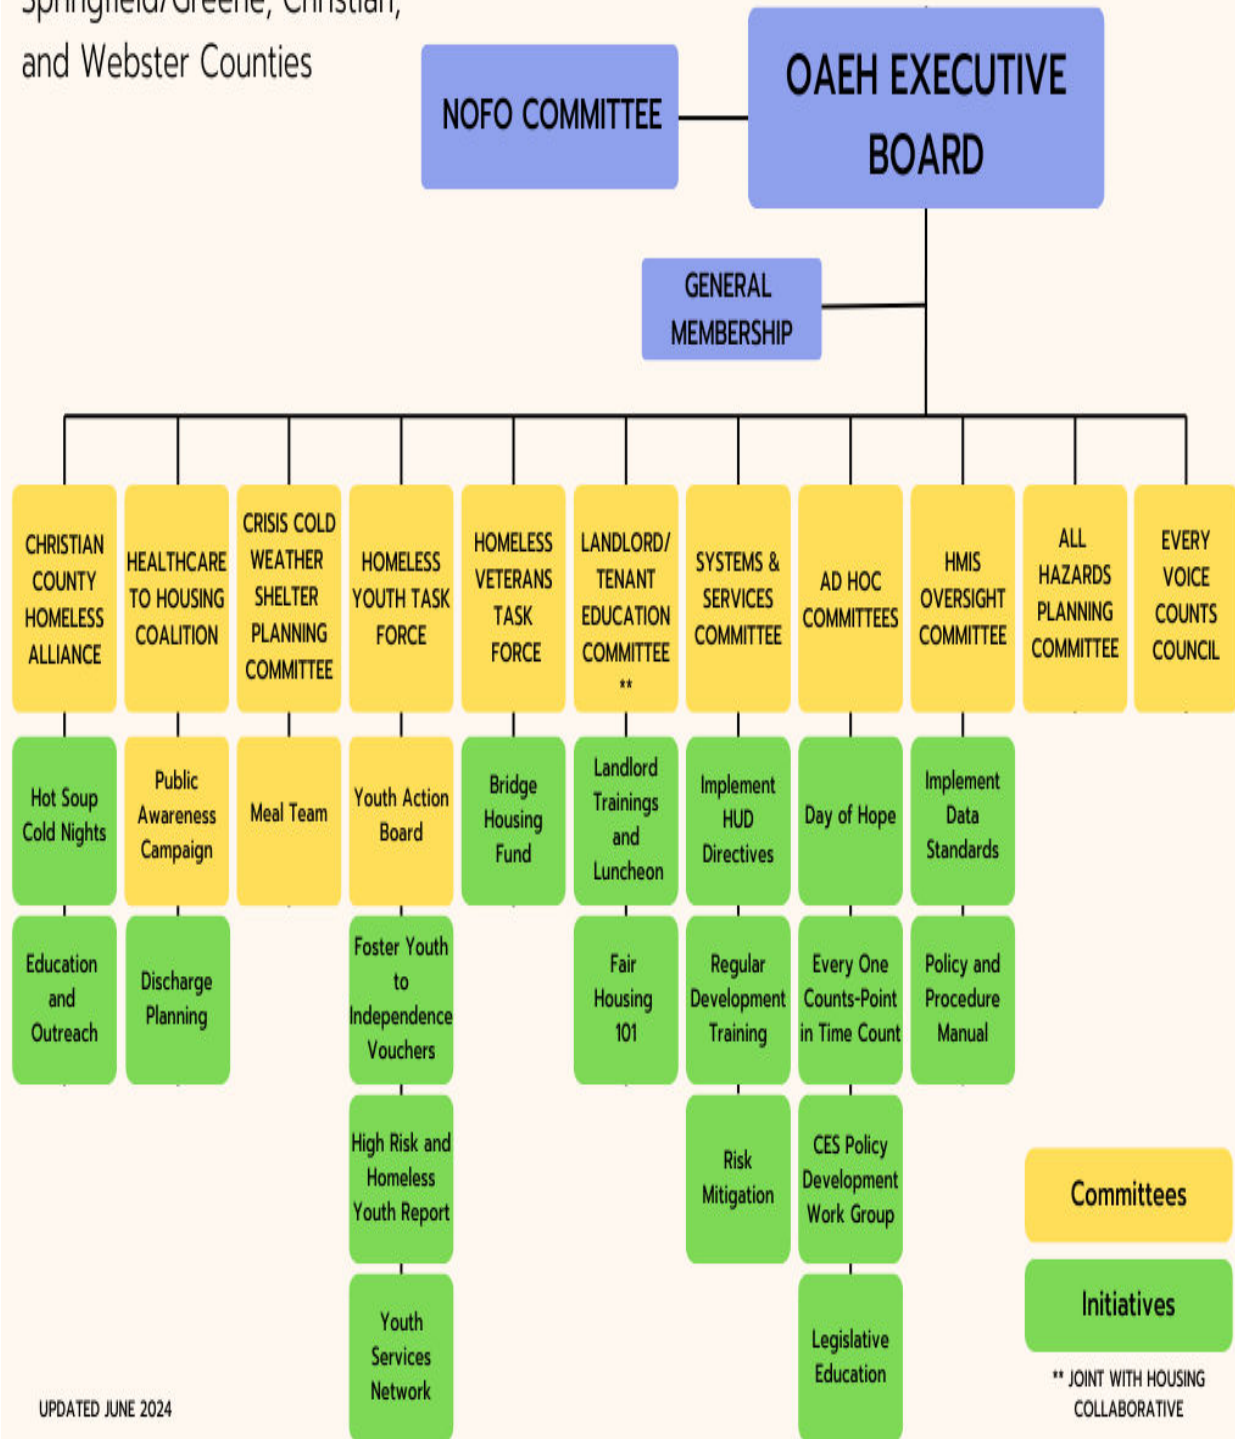 Springfield/Greene, Christian,
and Webster Counties
NOFO COMMITTEE
OAEH EXECUTIVE
BOARD
GENERAL
MEMBERSHIP
CHRISTIAN
COUNTY
HOMELESS
ALLIANCE
HEALTHCARE
TO HOUSING
COALITION
CRISIS COLD
WEATHER
SHELTER
PLANNING
COMMITTEE
HOMELESS
YOUTH TASK
FORCE
HOMELESS
VETERANS
TASK
FORCE
LANDLORD/
TENANT
EDUCATION
COMMITTEE
**
SYSTEMS &
SERVICES
COMMITTEE
AD HOC
COMMITTEES
HMIS
OVERSIGHT
COMMITTEE
ALL
HAZARDS
PLANNING
COMMITTEE
EVERY
VOICE
COUNTS
COUNCIL
Hot Soup
Cold Nights
Public
Awareness
Campaign
Meal Team
Youth Action
Board
Bridge
Housing
Fund
Landlord
Trainings
and
Luncheon
Implement
HUD
Directives
Day of Hope
Implement
Data
Standards
Education
and
Outreach
Discharge
Planning
Foster Youth
to
Independence
Vouchers
Fair
Housing
101
Regular
Development
Training
Every One
Counts-Point
in Time Count
Policy and
Procedure
Manual
High Risk and
Homeless
Youth Report
Risk
Mitigation
CES Policy
Development
Work Group
Youth
Services
Network
Legislative
Education
Committees
Initiatives
** JOINT WITH HOUSING
COLLABORATIVE
UPDATED JUNE 2024